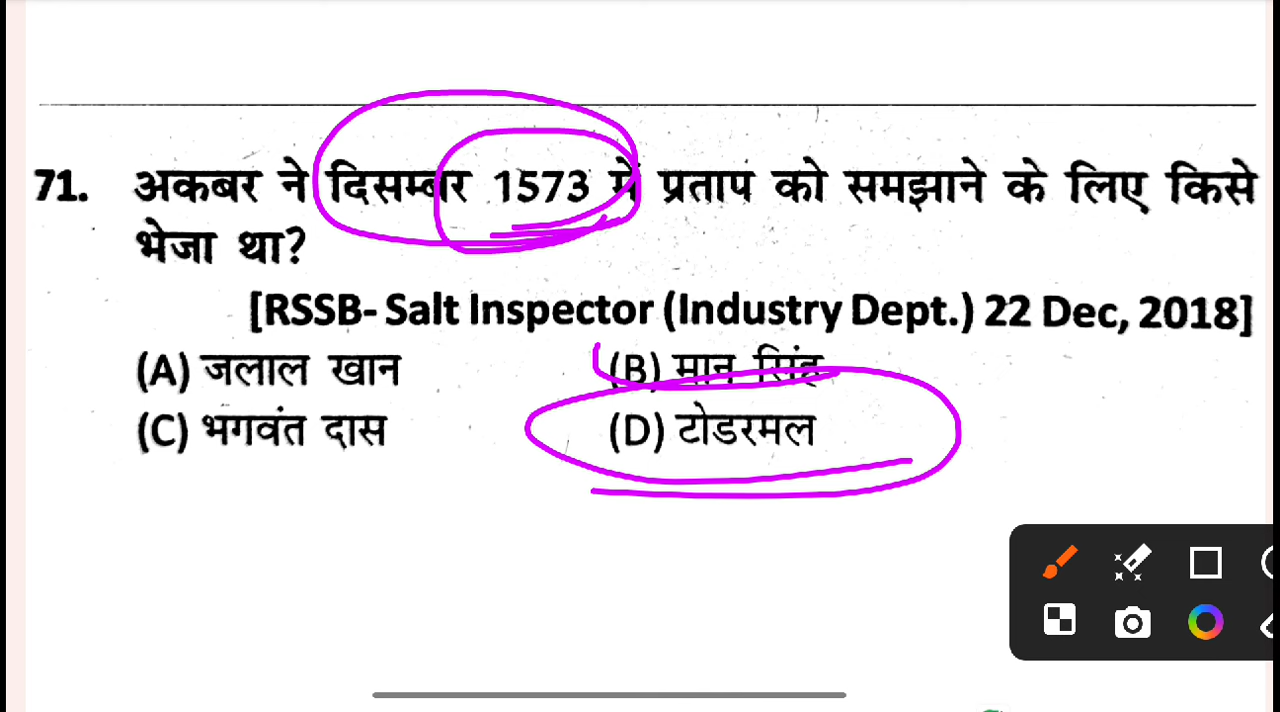 71. अकबर ने दिसम्बर 1573 में प्रताप को समझाने के लिए किसे
भेजा था?
[RSSB- Salt Inspector (Industry Dept.) 22 Dec, 2018]
(A) जलाल खान (B) मान सिंह
(C) भगवंत दास (D) टोडरमल